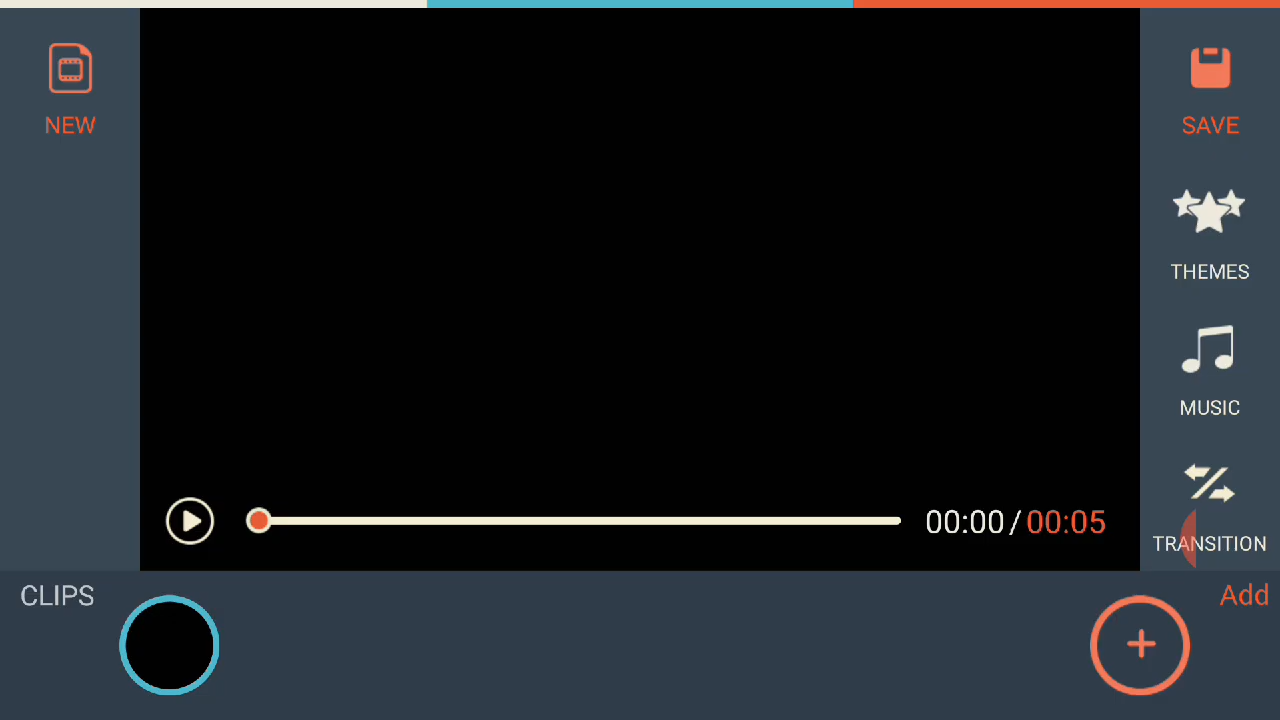 NEW
SAVE
THEMES
MUSIC
TRANSITION
00:00/00:05
CLIPS
Add